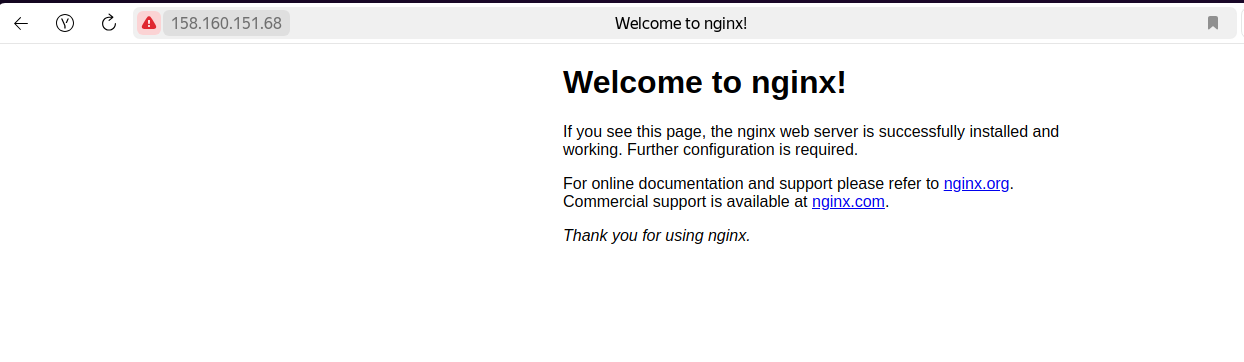 158.160.151.68 Welcome to nginx!
Welcome to nginx!
If you see this page, the nginx web server is successfully installed and
working. Further configuration is required.
For online documentation and support please refer to nginx.org.
Commercial support is available at nginx.com.
Thank you for using nginx.